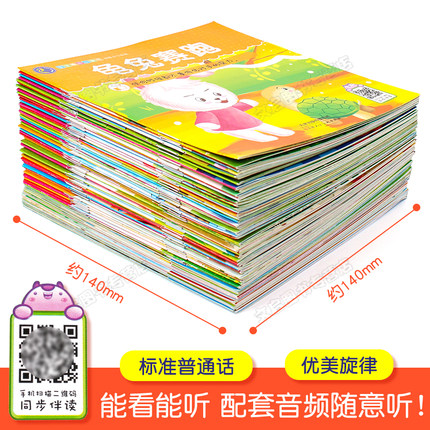 龟兔赛跑
约140mm
约140mm
手机扫描二维码
同步伴读
标准普通话
优美旋律
能看能听 配套音频随意听！